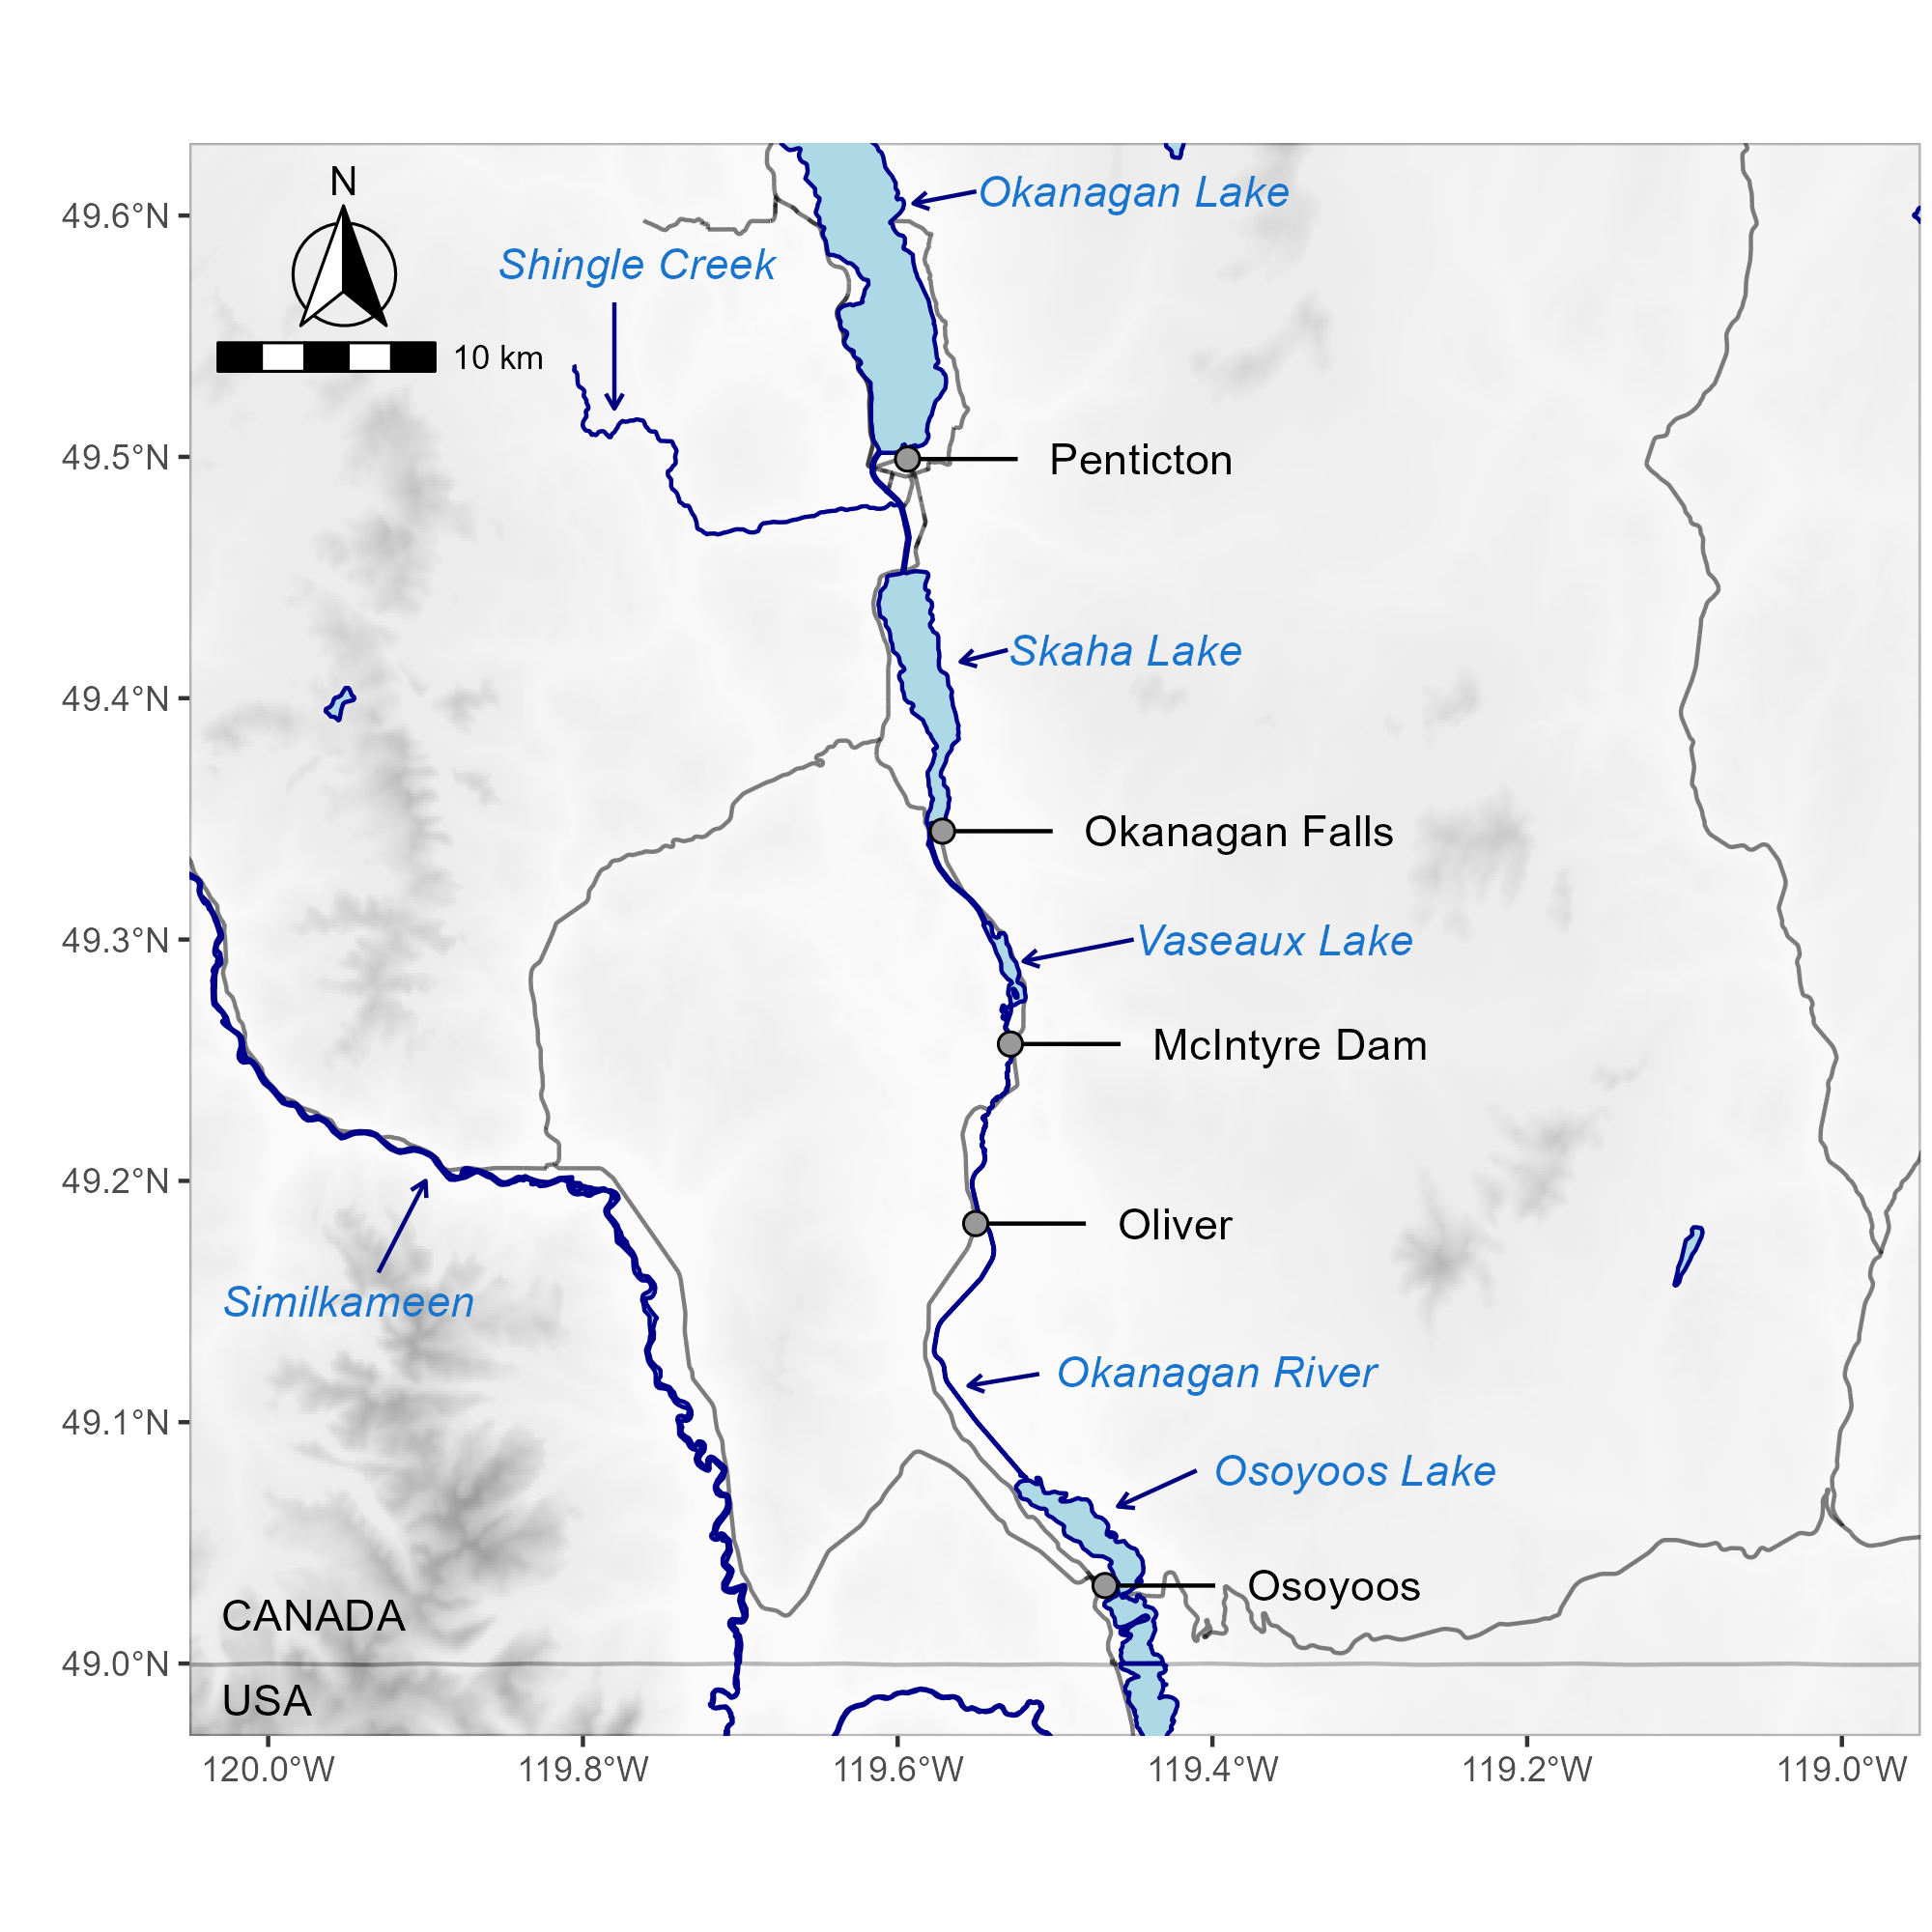 N
Okanagan Lake
49.6°N
Shingle Creek
10 km
49.5°N
Penticton
Skaha Lake
49.4°N
Okanagan Falls
49.3°N
Vaseaux Lake
McIntyre Dam
49.2°N
Oliver
Similkameen
Okanagan River
49.1°N
Osoyoos Lake
Osoyoos
CANADA
49.0°N
USA
120.0°W 119.8°W 119.6°W 119.4°W 119.2°W 119.0°W